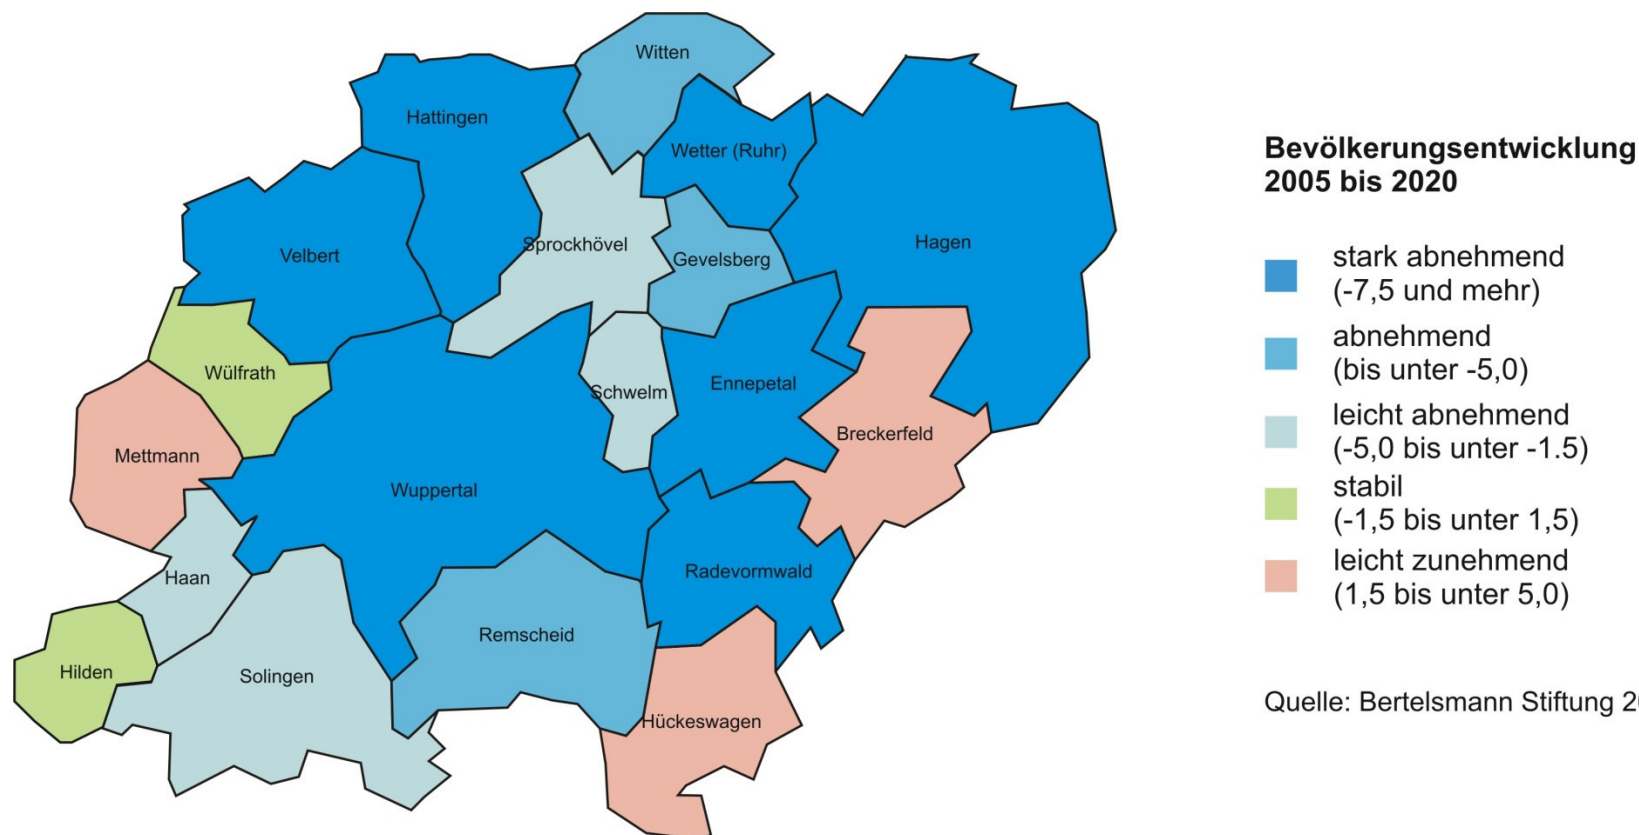 Witten
Hattingen
Wetter (Ruhr)
Sprockhövel
Hagen
Velbert
Gevelsberg
Wülfrath
Schwelm
Ennepetal
Mettmann
Breckerfeld
Wuppertal
Haan
Radevormwald
Remscheid
Hilden
Solingen
Hückeswagen
Bevölkerungsentwicklung
2005 bis 2020
stark abnehmend
(-7,5 und mehr)
abnehmend
(bis unter -5,0)
leicht abnehmend
(-5,0 bis unter -1.5)
stabil
(-1,5 bis unter 1,5)
leicht zunehmend
(1,5 bis unter 5,0)
Quelle: Bertelsmann Stiftung